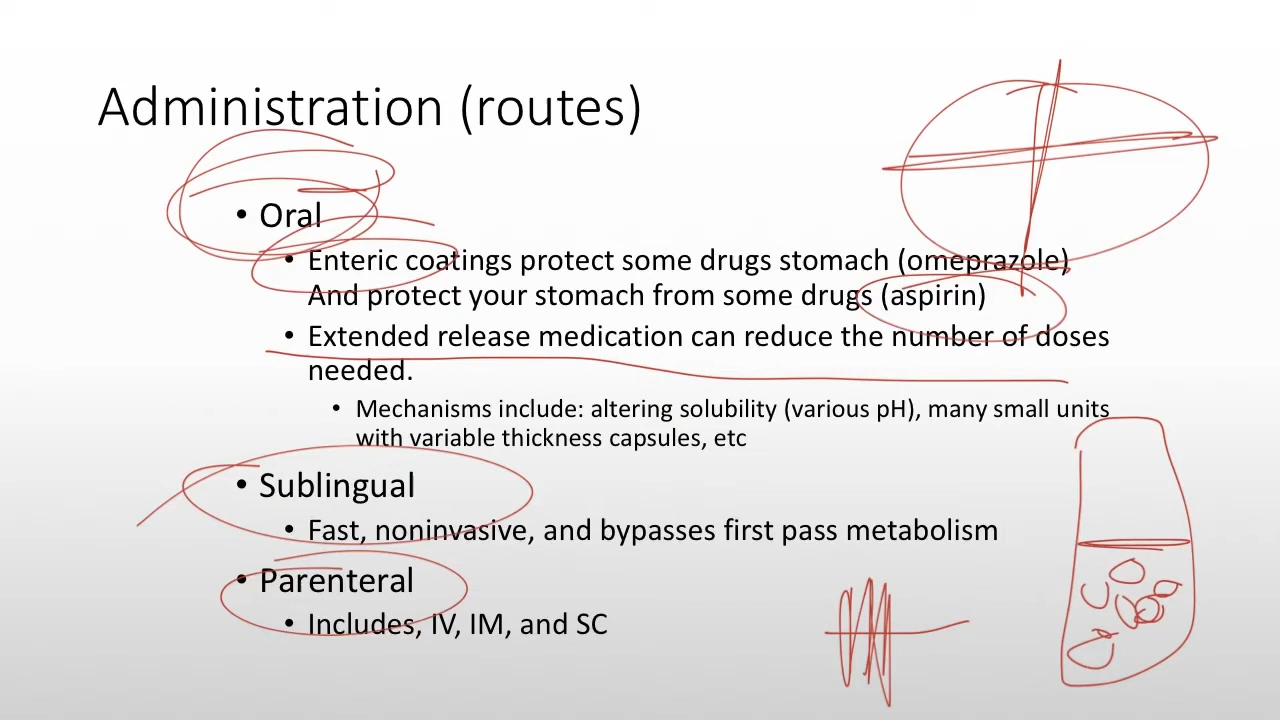 Administration (routes)
• Oral
• Enteric coatings protect some drugs stomach (omeprazole)
And protect your stomach from some drugs (aspirin)
• Extended release medication can reduce the number of doses
needed.
• Mechanisms include: altering solubility (various pH), many small units
with variable thickness capsules, etc
• Sublingual
• Fast, noninvasive, and bypasses first pass metabolism
• Parenteral
• Includes, IV, IM, and SC